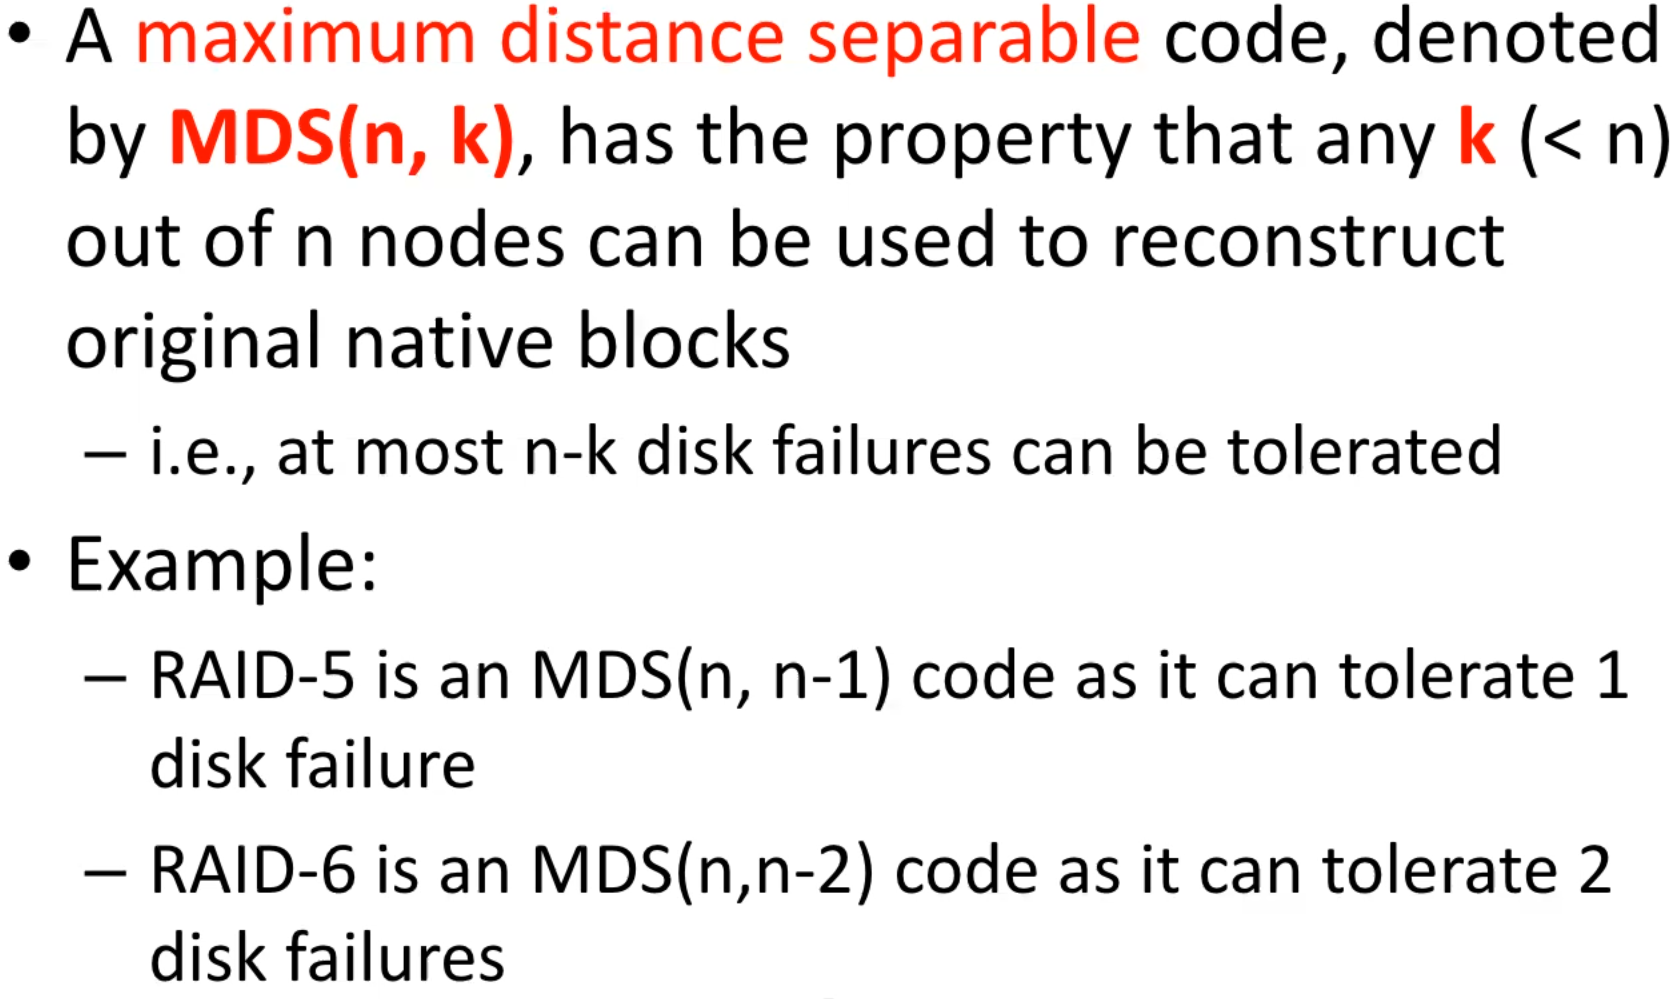 • A maximum distance separable code, denoted
by MDS(n, k), has the property that any k (< n)
out of n nodes can be used to reconstruct
original native blocks
– i.e., at most n-k disk failures can be tolerated
• Example:
– RAID-5 is an MDS(n, n-1) code as it can tolerate 1
disk failure
– RAID-6 is an MDS(n,n-2) code as it can tolerate 2
disk failures